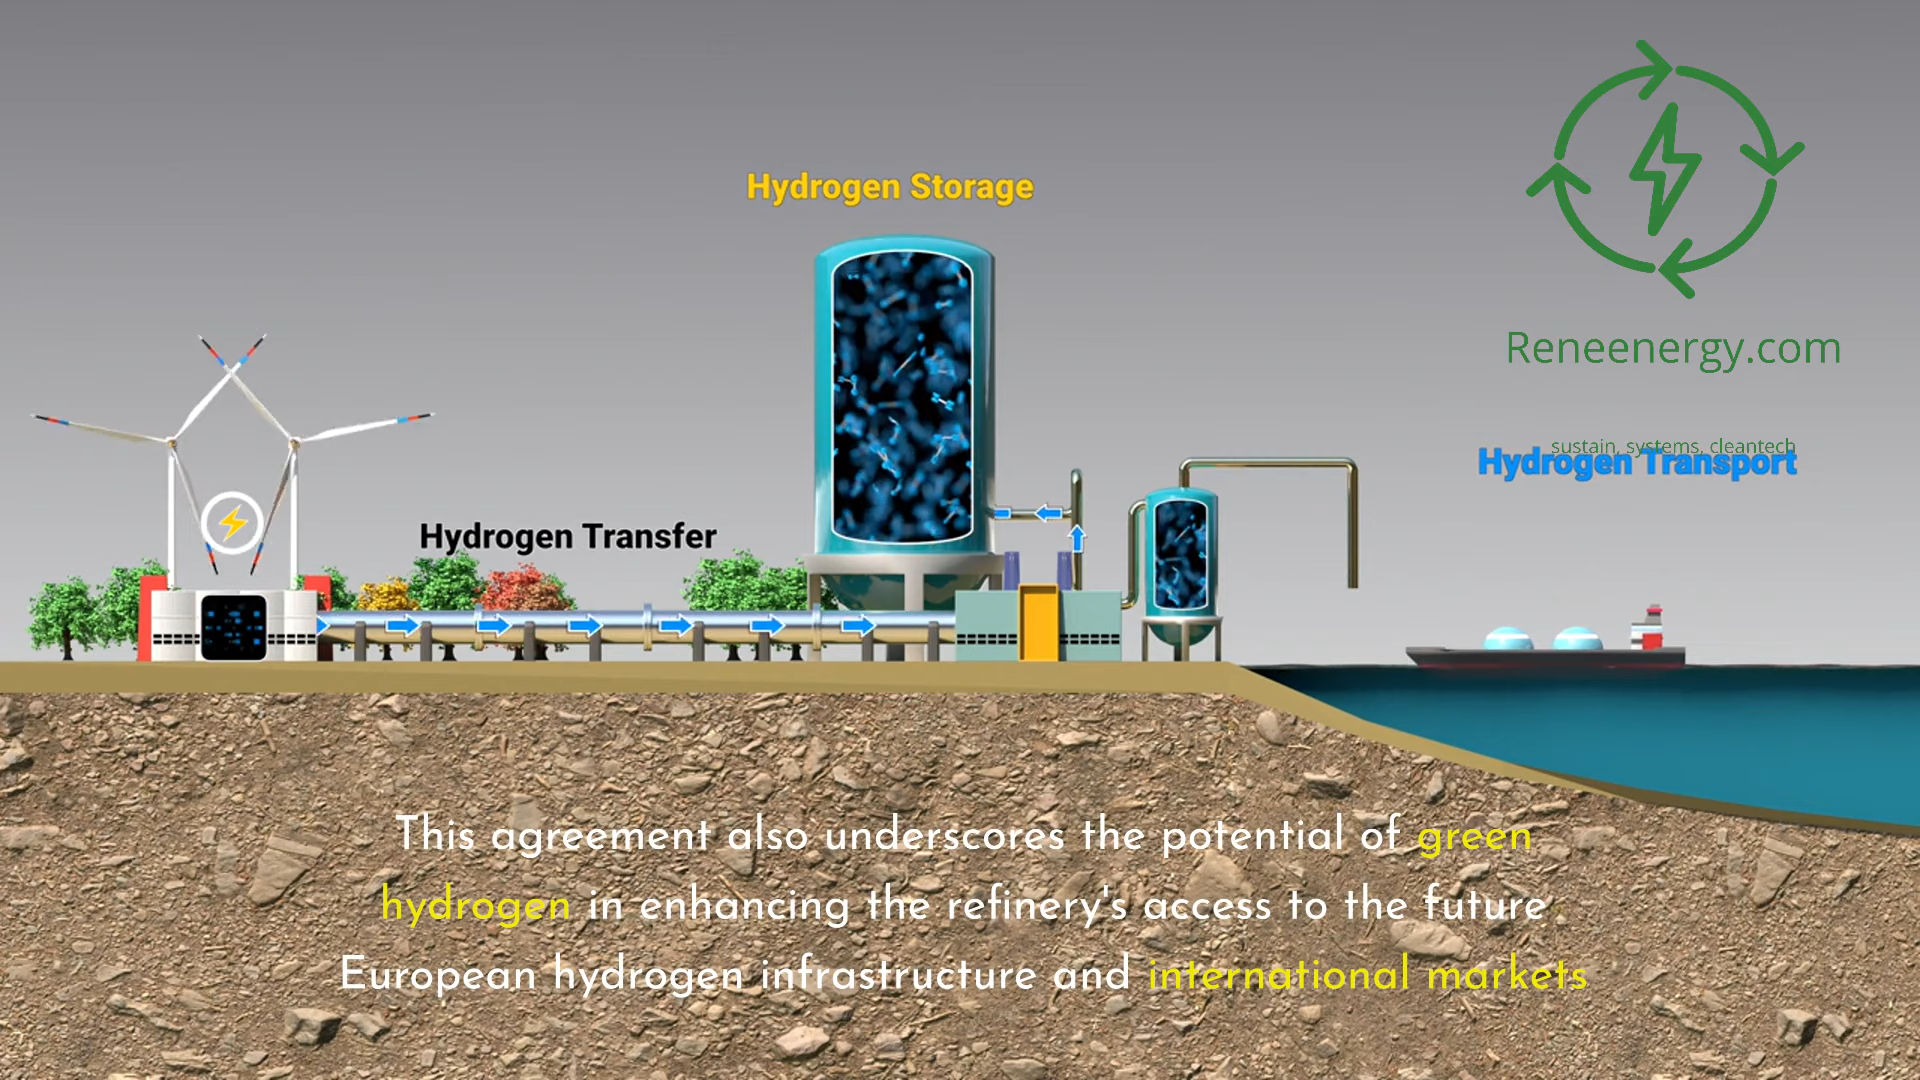 Hydrogen Storage
Reneenergy.com
sustain, systems, cleantech
Hydrogen Transport
Hydrogen Transfer
This agreement also underscores the potential of green
hydrogen in enhancing the refinery's access to the future
European hydrogen infrastructure and international markets